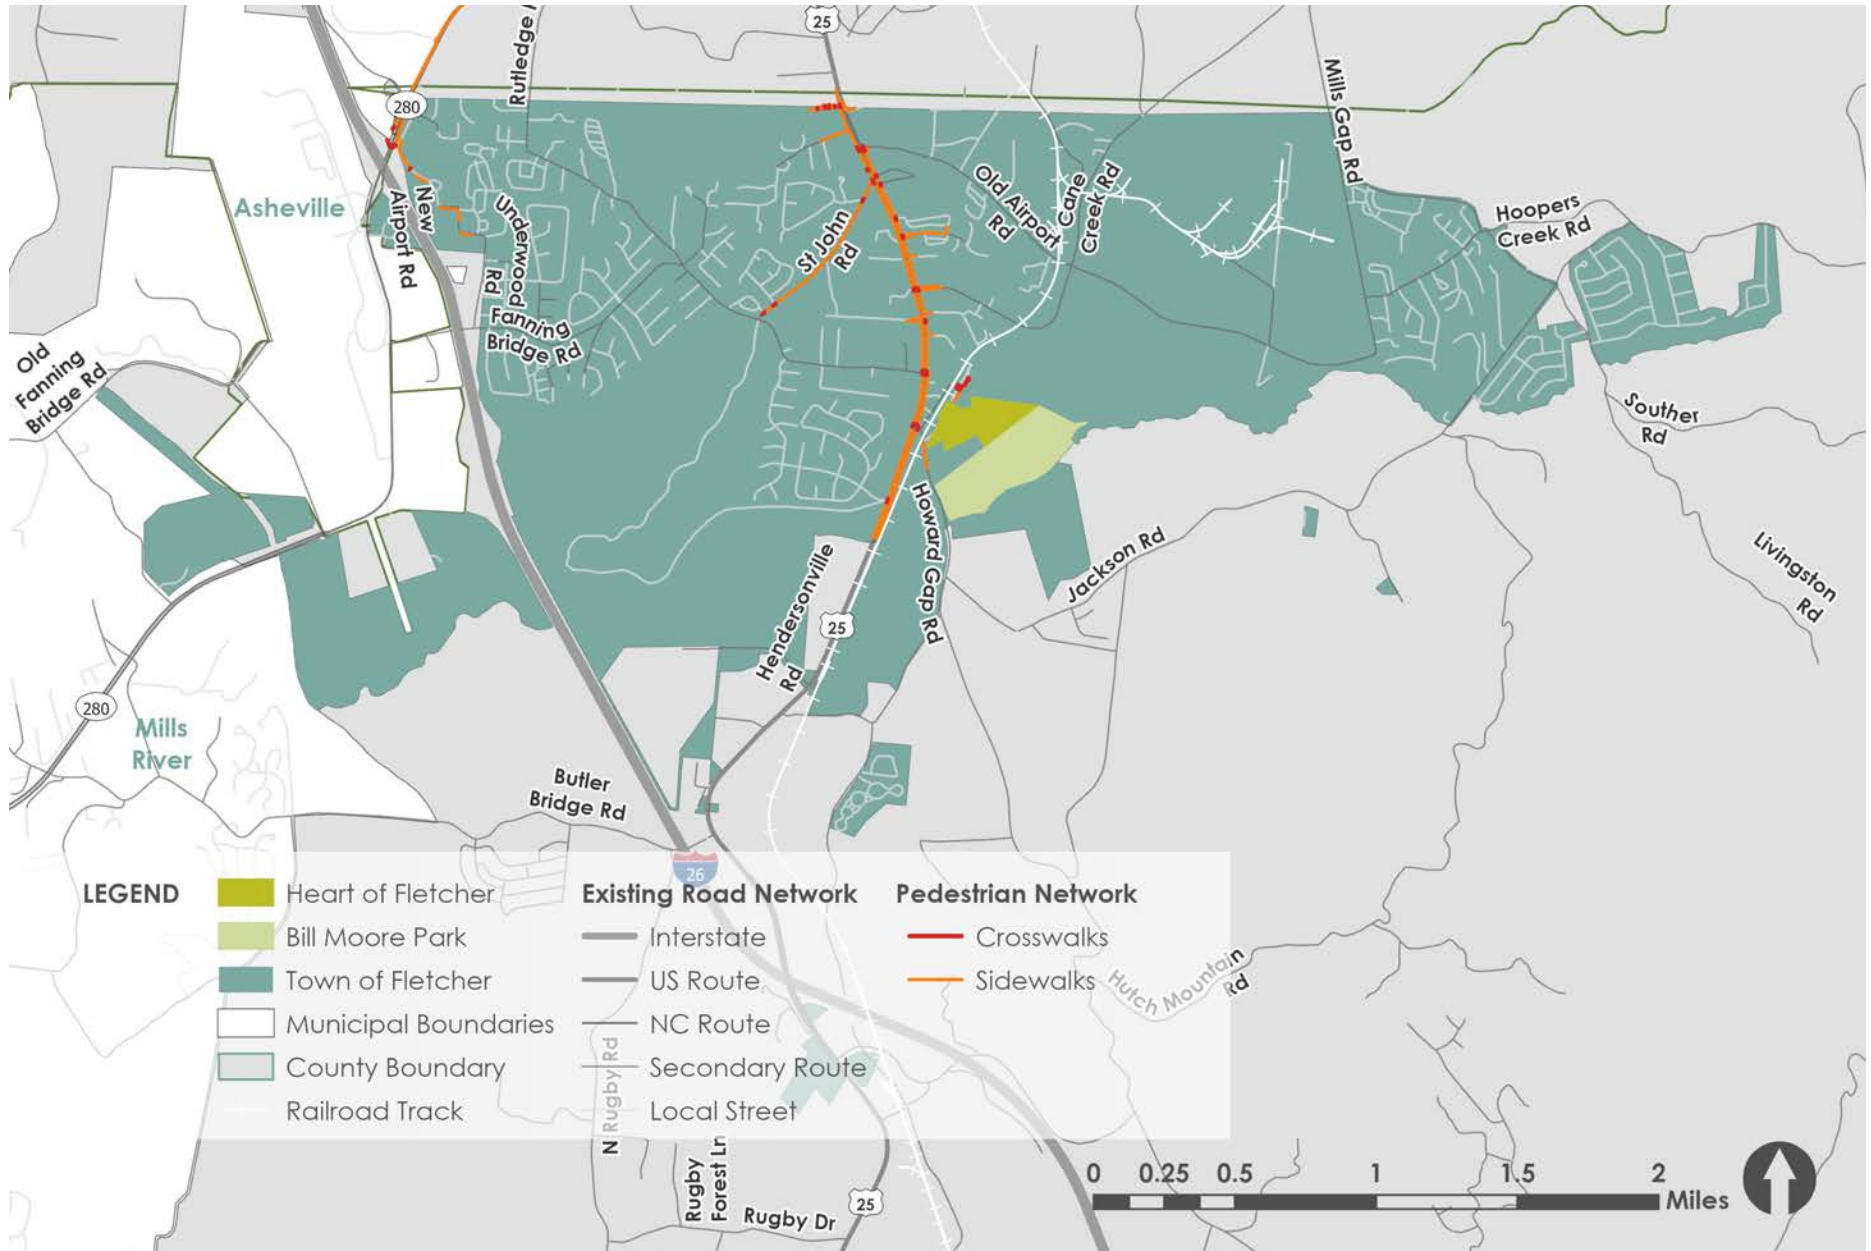 25
Rutledge
280
Mills Gap Rd
Asheville
New
Airport Rd
Underwood
Rd
Old Airport
Rd
Cane
Creek Rd
Hoopers
Creek Rd
St John
Rd
Fanning
Bridge Rd
Old
Fanning
Bridge Rd
Souther
Rd
Howard Gap Rd
Jackson Rd
Livingston
Rd
Hendersonville
Rd
25
280
Mills
River
Butler
Bridge Rd
26
LEGEND
Heart of Fletcher
Bill Moore Park
Town of Fletcher
Municipal Boundaries
County Boundary
Railroad Track
Existing Road Network
Interstate
US Route
NC Route
Secondary Route
Local Street
Pedestrian Network
Crosswalks
Sidewalks
Hutch Mountain
Rd
N Rugby Rd
Rugby
Forest Ln
Rugby Dr
25
0 0.25 0.5 1 1.5 2
Miles